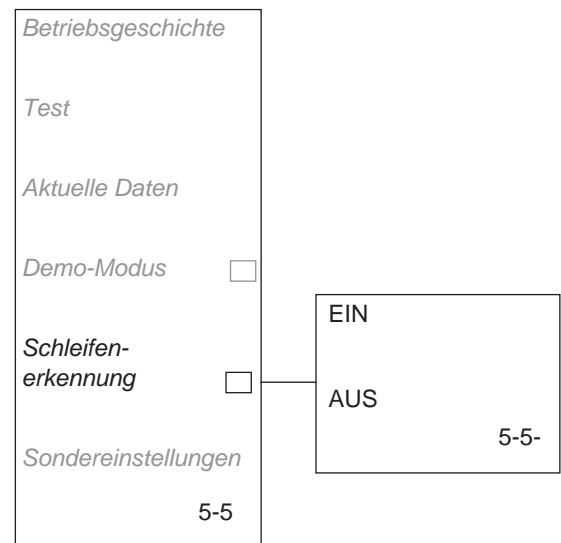 Betriebsgeschichte
Test
Aktuelle Daten
Demo-Modus
Schleifen-
erkennung
Sondereinstellungen
5-5
EIN
AUS
5-5-